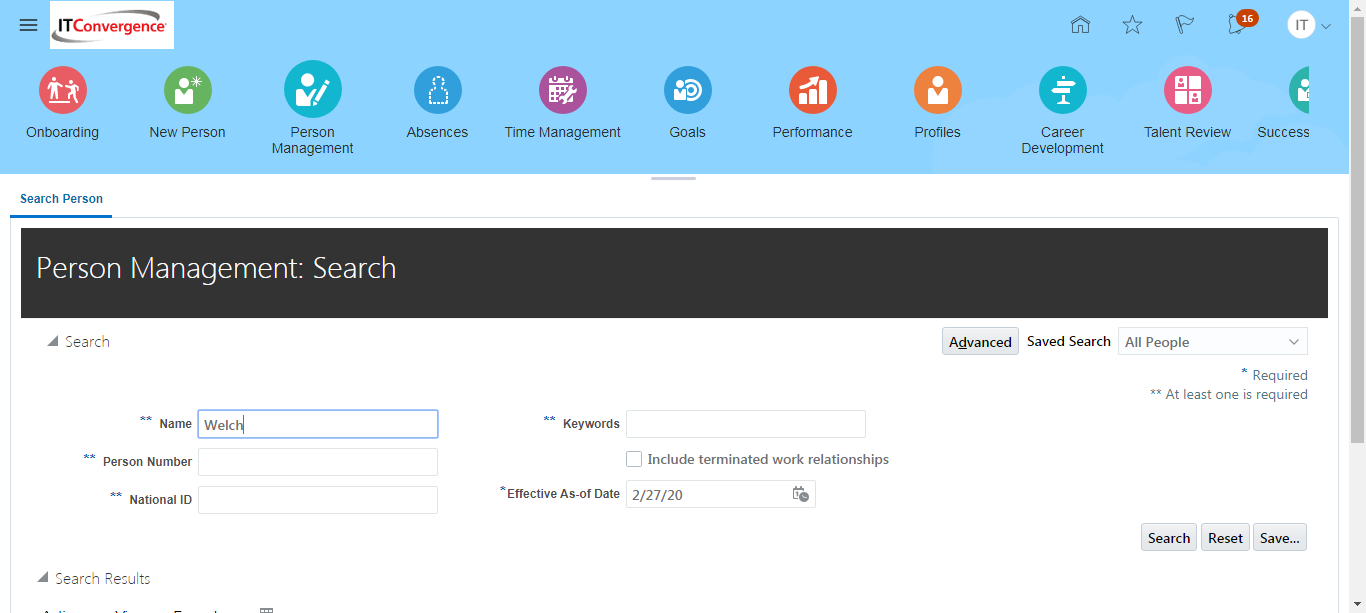 ITConvergence
16
IT
Onboarding
New Person
Person Management
Absences
Time Management
Goals
Performance
Profiles
Career Development
Talent Review
Success
Search Person
Person Management: Search
Search
Advanced Saved Search All People
* Required
** At least one is required
** Name Welch
** Keywords
** Person Number
Include terminated work relationships
** National ID
* Effective As-of Date 2/27/20
Search Reset Save...
Search Results